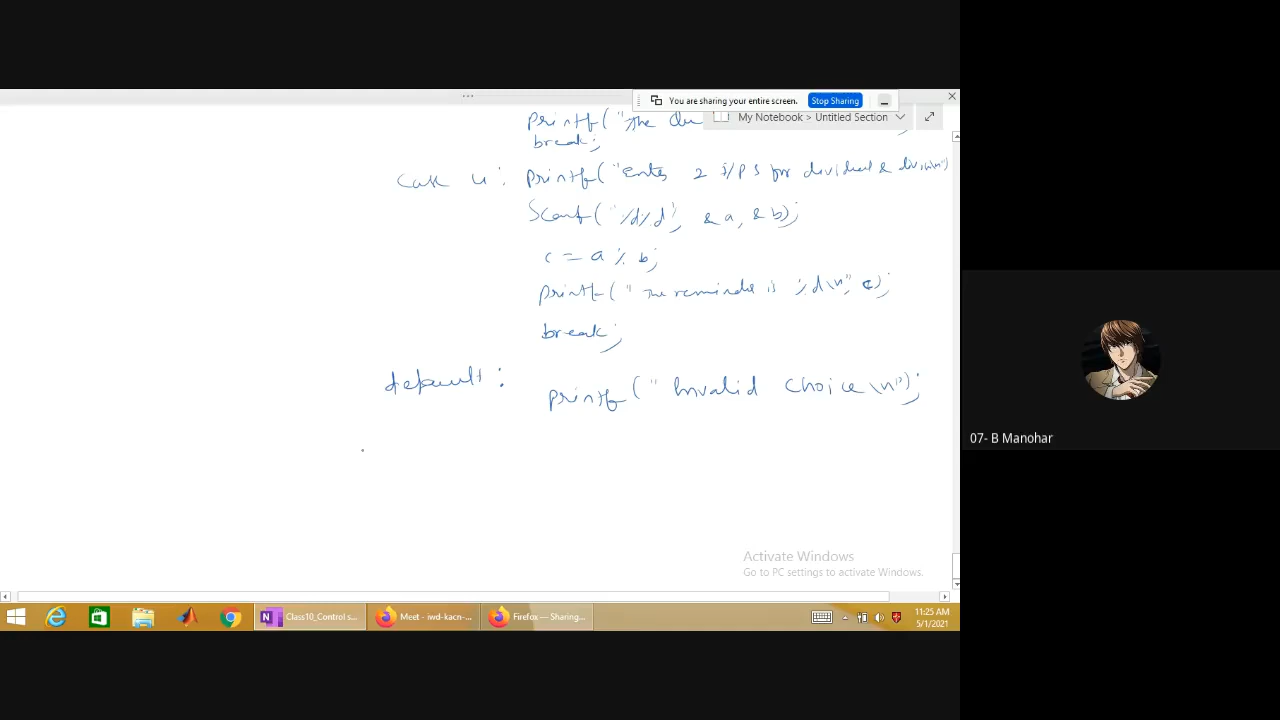 You are sharing your entire screen. Stop Sharing
My Notebook > Untitled Section
printf("The Qu
break;
Case 4: printf("Enter 2 i/ps for dividend & \n")
Scanf("%d%d", &a, &b);
c = a % b;
printf("The reminder is %d\n", c);
break;
default: printf("Invalid choice \n");
07- B Manohar
Activate Windows
Go to PC settings to activate Windows.
Class10_Control s...
Meet - iwd-kacn-...
Firefox — Sharing...
11:25 AM
5/1/2021